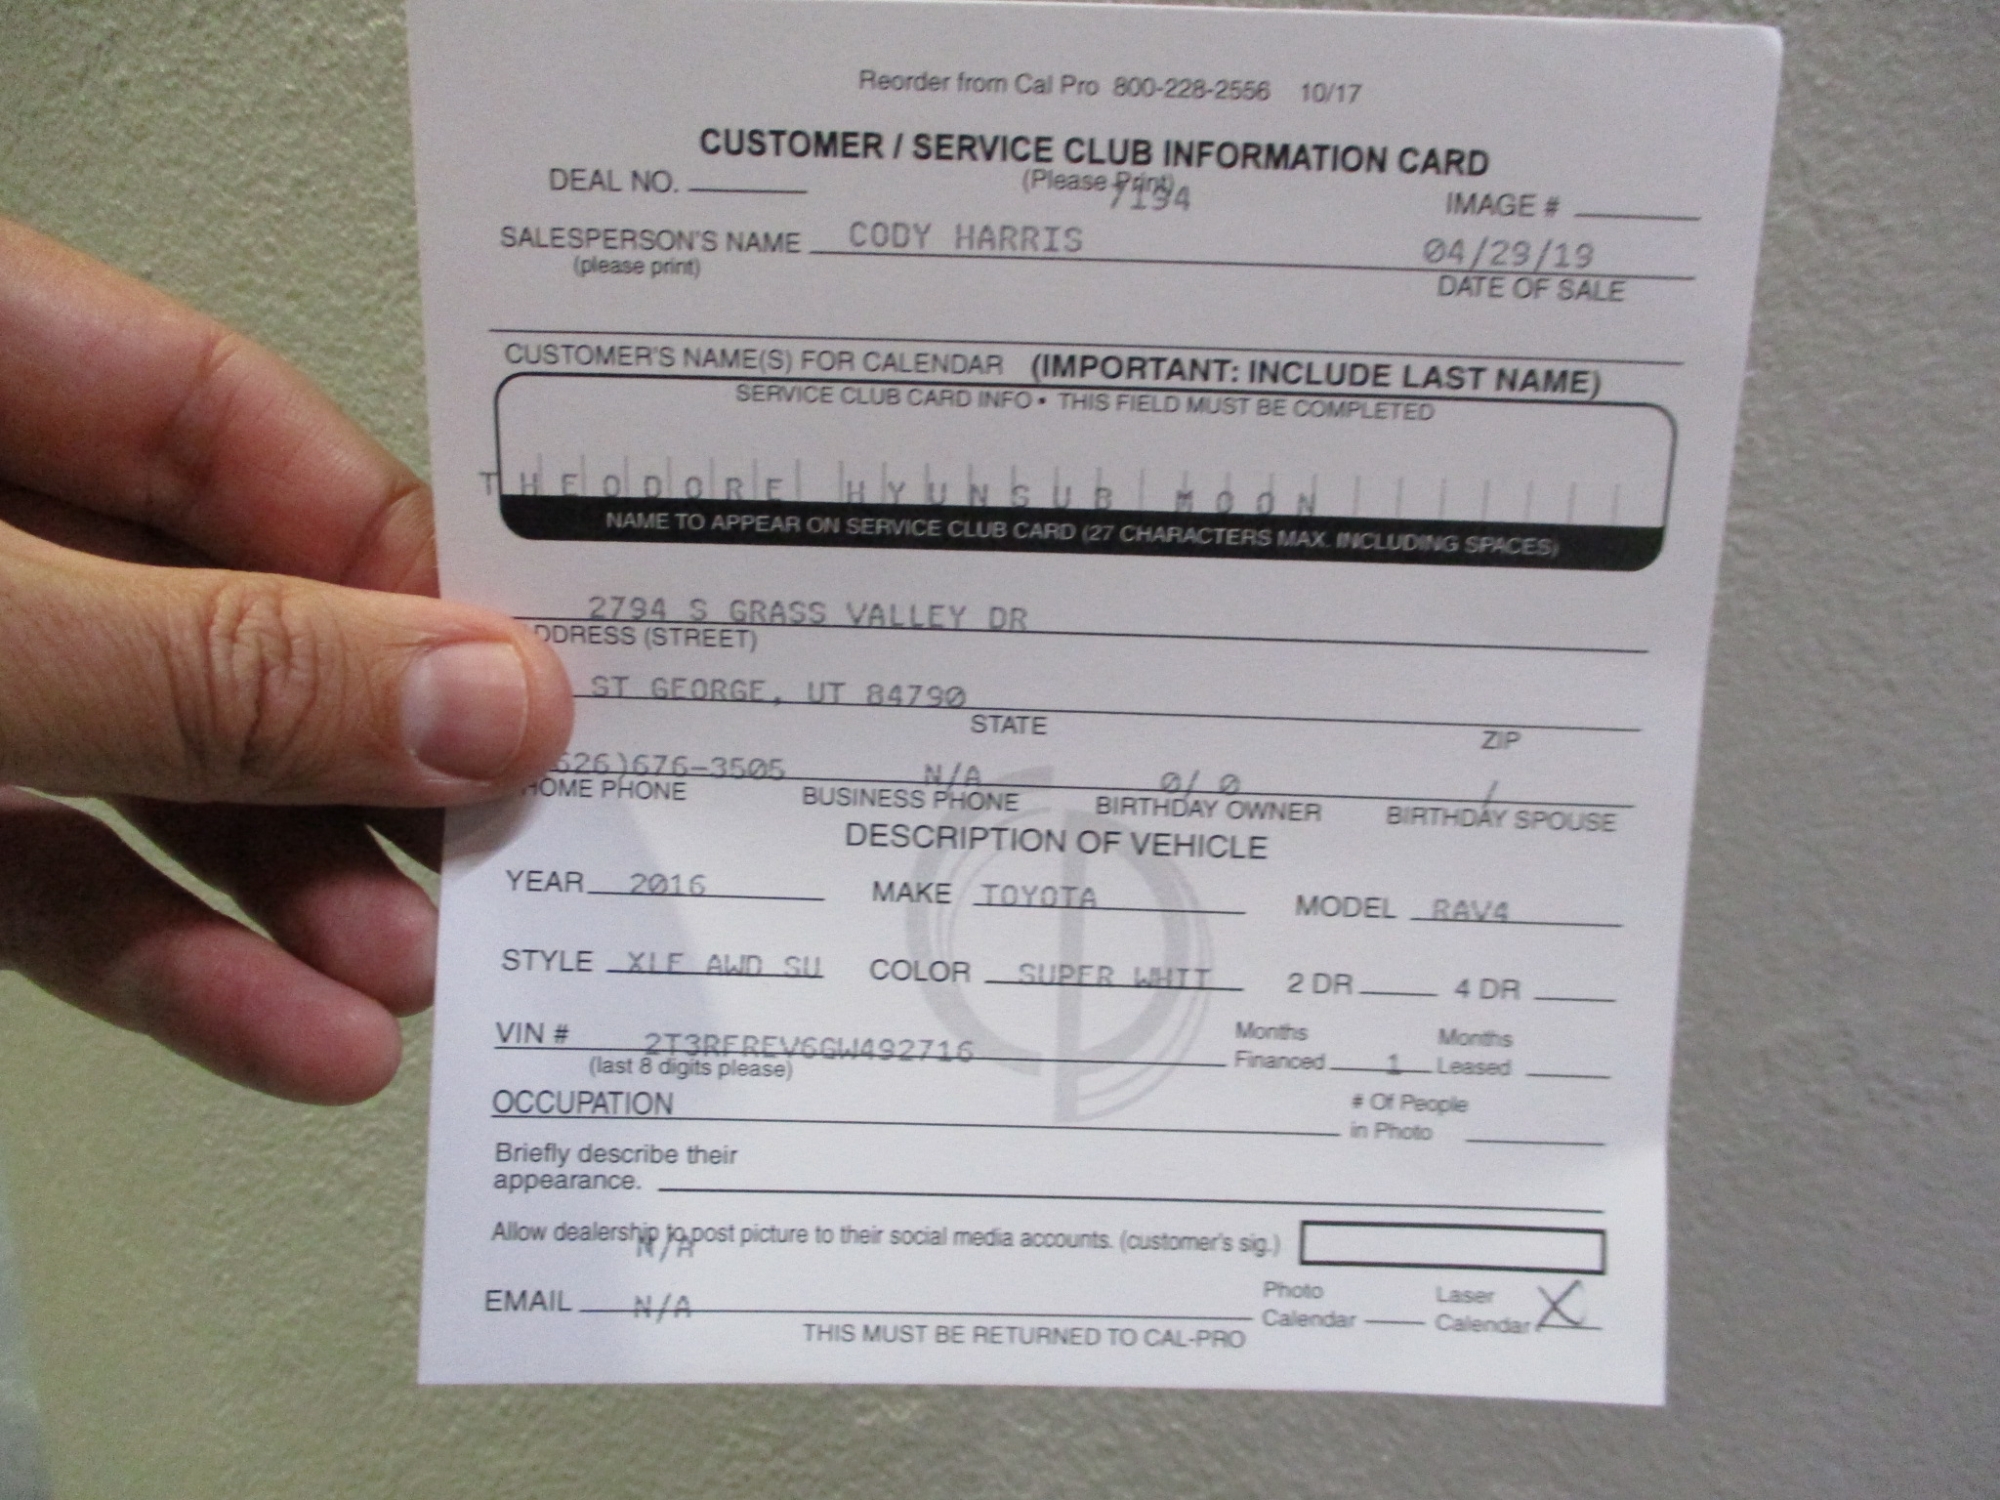 Reorder from Cal Pro 800-228-2556 10/17
CUSTOMER / SERVICE CLUB INFORMATION CARD
DEAL NO. (Please Print) IMAGE #
7194
SALESPERSON'S NAME CODY HARRIS 04/29/19
(please print) DATE OF SALE
CUSTOMER'S NAME(S) FOR CALENDAR (IMPORTANT: INCLUDE LAST NAME)
SERVICE CLUB CARD INFO • THIS FIELD MUST BE COMPLETED
THEODORE HYUNSUB MOON
NAME TO APPEAR ON SERVICE CLUB CARD (27 CHARACTERS MAX. INCLUDING SPACES)
2794 S GRASS VALLEY DR
DDRESS (STREET)
ST GEORGE, UT 84790
STATE ZIP
626)676-3505 N/A 0/ 0 /
HOME PHONE BUSINESS PHONE BIRTHDAY OWNER BIRTHDAY SPOUSE
DESCRIPTION OF VEHICLE
YEAR 2016 MAKE TOYOTA MODEL RAV4
STYLE XLE AWD SU COLOR SUPER WHIT 2 DR 4 DR
VIN # 2T3RFREV6GW492716 Months Financed 1 Months Leased
(last 8 digits please)
OCCUPATION # Of People in Photo
Briefly describe their
appearance.
Allow dealership to post picture to their social media accounts. (customer's sig.)
N/A
EMAIL N/A Photo Calendar Laser Calendar X
THIS MUST BE RETURNED TO CAL-PRO